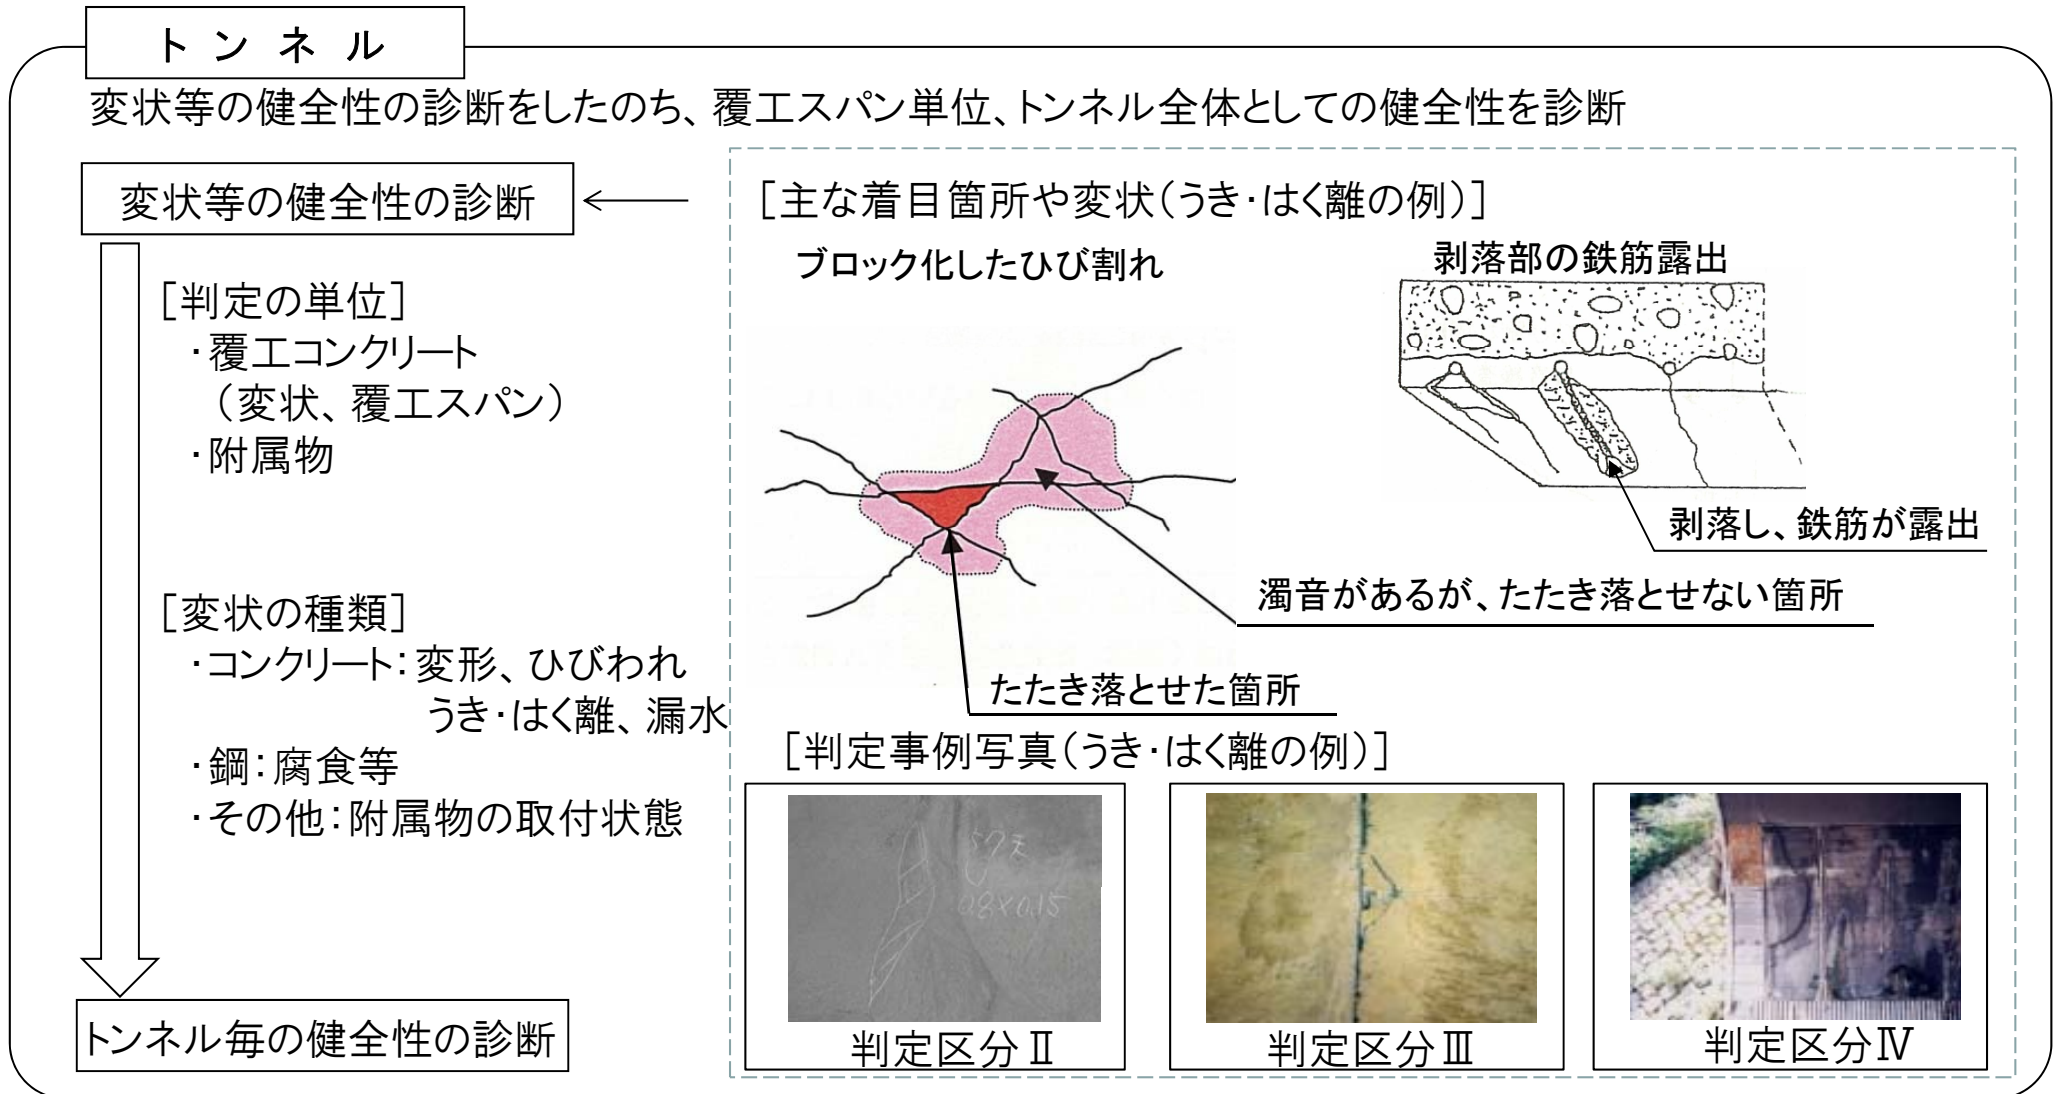 トンネル
変状等の健全性の診断をしたのち、覆工スパン単位、トンネル全体としての健全性を診断
変状等の健全性の診断
[判定の単位]
・覆工コンクリート
（変状、覆工スパン）
・附属物
[変状の種類]
・コンクリート：変形、ひびわれ
うき・はく離、漏水
・鋼：腐食等
・その他：附属物の取付状態
トンネル毎の健全性の診断
[主な着目箇所や変状（うき・はく離の例）]
ブロック化したひび割れ
剥落部の鉄筋露出
剥落し、鉄筋が露出
濁音があるが、たたき落とせない箇所
たたき落とせた箇所
[判定事例写真（うき・はく離の例）]
0.8×0.15
判定区分Ⅱ
判定区分Ⅲ
判定区分Ⅳ